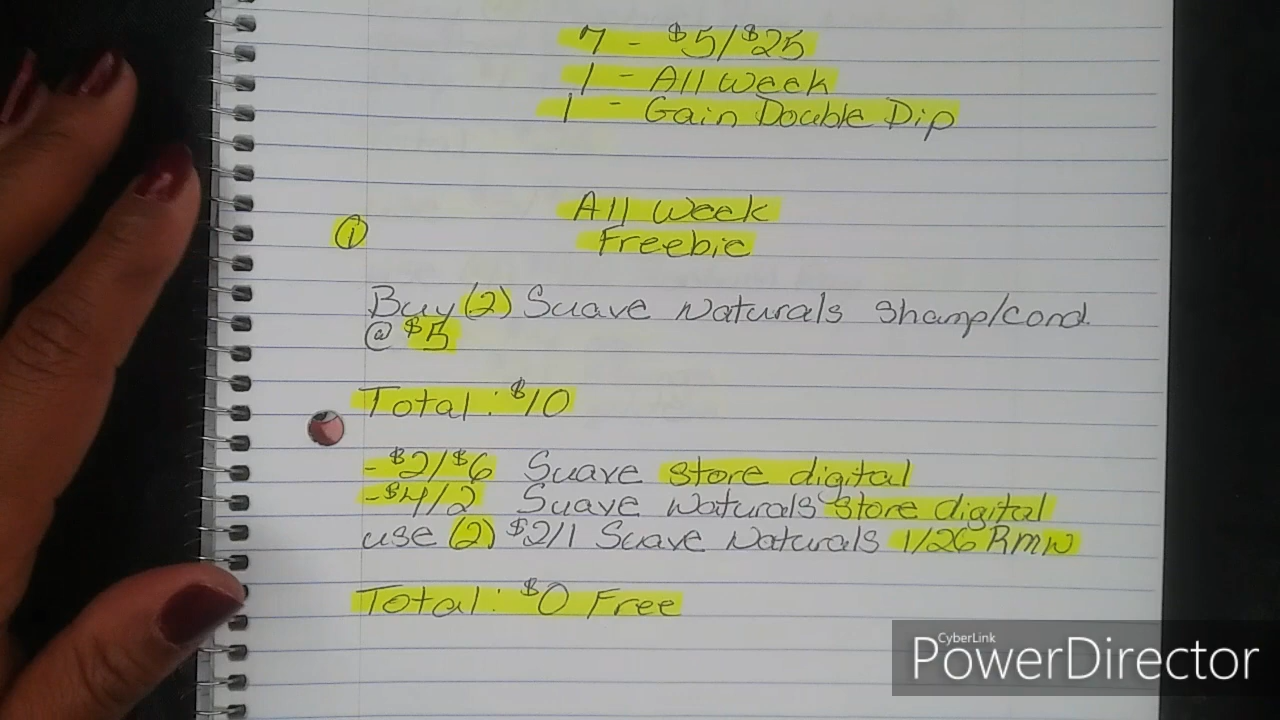 7 - $5/$25
1 - All Week
1 - Gain Double Dip
All Week
1 Freebie
Buy (2) Suave Naturals Shamp/cond.
@ $5
Total: $10
- $2/$6 Suave store digital
- $4/2 Suave Naturals store digital
use (2) $2/1 Suave Naturals 1/26 RMN
Total: $0 Free
CyberLink
PowerDirector